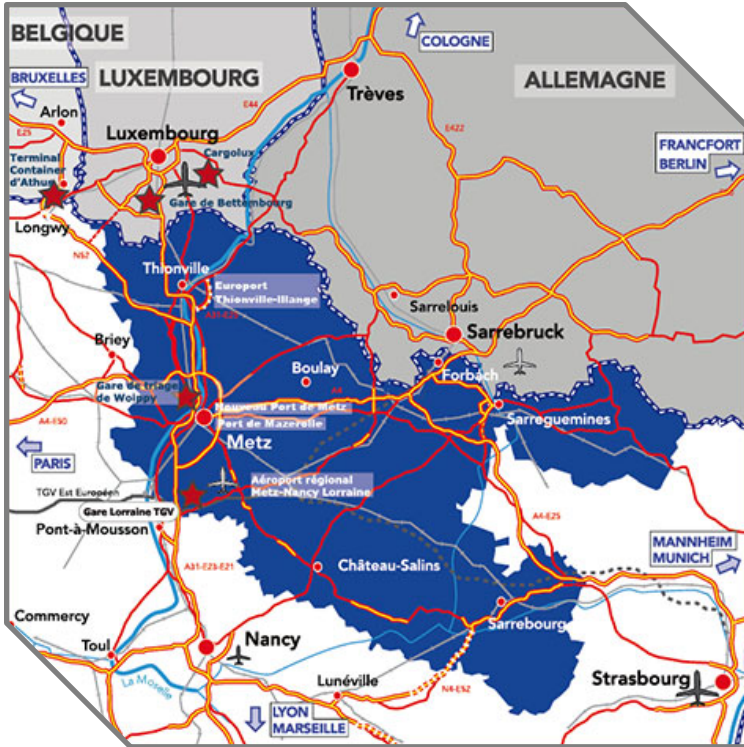 BELGIQUE
COLOGNE
LUXEMBOURG
ALLEMAGNE
BRUXELLES
Trèves
E44
Arlon
E25
Luxembourg
E422
FRANCFORT
BERLIN
Terminal
Container
d'Athus
Cargolux
Gare de Bettembourg
Longwy
N52
Thionville
Europort
Thionville-Illange
A31-E25
Sarrelouis
Sarrebruck
Briey
Boulay
Forbach
Gare de triage
de Woippy
A4
Nouveau Port de Metz
Sarreguemines
A4-E50
Port de Mazerolle
Metz
PARIS
Aéroport régional
Metz-Nancy Lorraine
TGV Est Européen
Gare Lorraine TGV
Pont-à-Mousson
A4-E25
MANNHEIM
MUNICH
A31-E23-E21
Château-Salins
Commercy
Sarrebourg
Toul
Nancy
La Moselle
Lunéville
N4-E52
Strasbourg
LYON
MARSEILLE